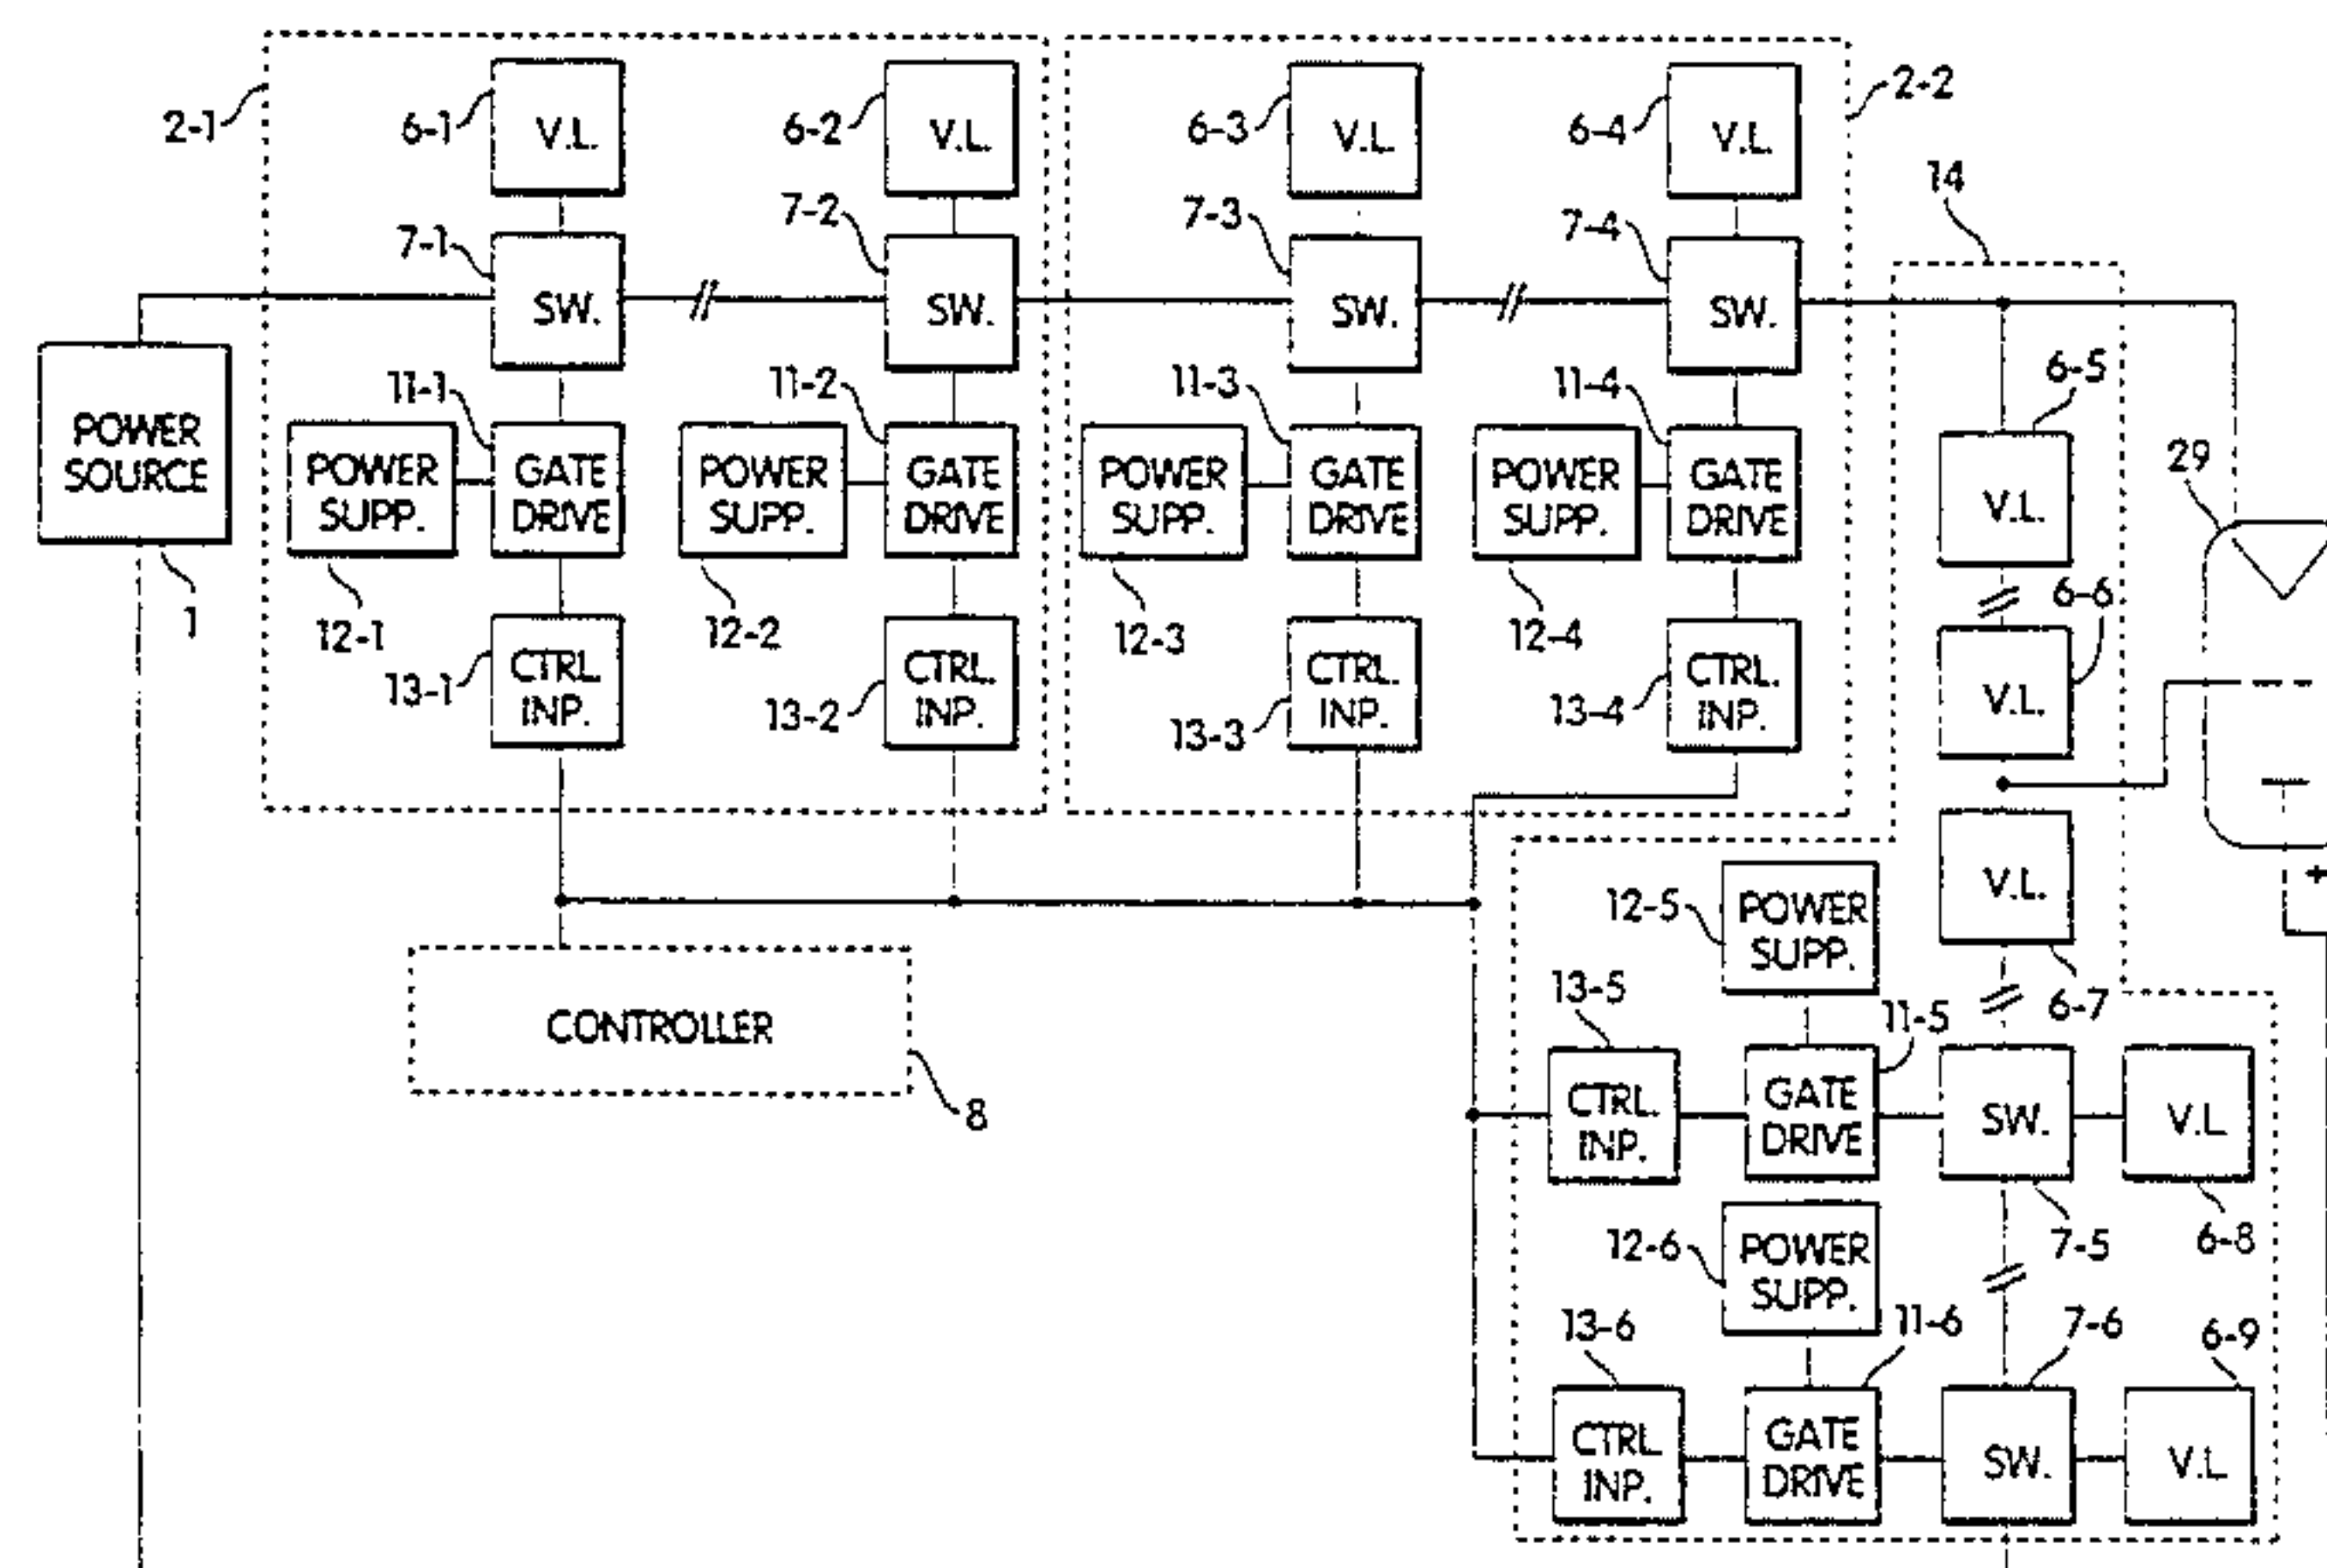 2-1
6-1
V.L.
6-2
V.L.
6-3
V.L.
6-4
V.L.
2-2
14
7-1
SW.
7-2
SW.
7-3
SW.
7-4
SW.
POWER
SOURCE
1
11-1
11-2
11-3
11-4
POWER
SUPP.
GATE
DRIVE
POWER
SUPP.
GATE
DRIVE
POWER
SUPP.
GATE
DRIVE
POWER
SUPP.
GATE
DRIVE
6-5
V.L.
29
12-1
12-2
12-3
12-4
6-6
V.L.
13-1
CTRL.
INP.
13-2
CTRL.
INP.
13-3
CTRL.
INP.
13-4
CTRL.
INP.
V.L.
6-7
+
12-5
POWER
SUPP.
CONTROLLER
8
13-5
11-5
CTRL.
INP.
GATE
DRIVE
SW.
V.L
7-5
6-8
12-6
POWER
SUPP.
13-6
11-6
7-6
6-9
CTRL
INP.
GATE
DRIVE
SW.
V.L